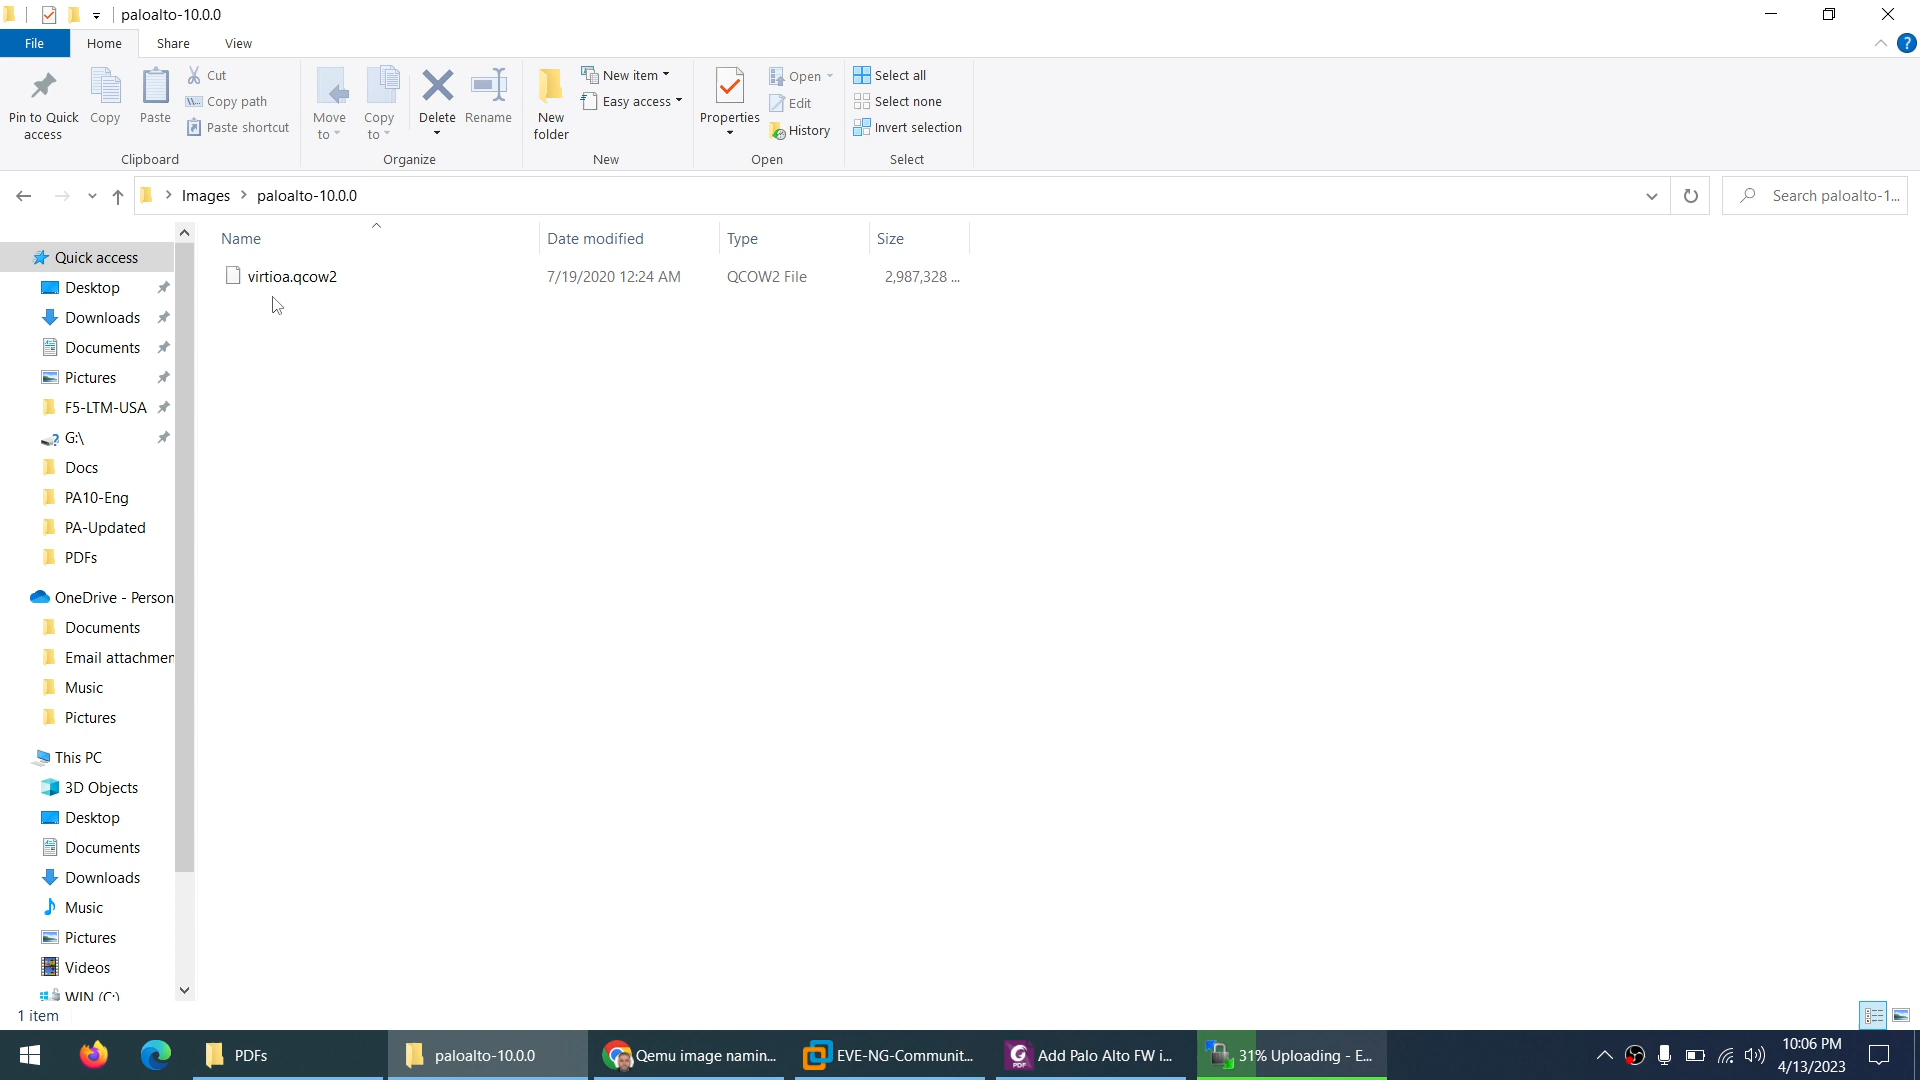 paloalto-10.0.0
File
Home
Share
View
Pin to Quick access
Copy
Paste
Cut
Copy path
Paste shortcut
Clipboard
Move to
Copy to
Delete
Rename
Organize
New folder
New item
Easy access
New
Properties
Open
Edit
History
Open
Select all
Select none
Invert selection
Select
Images > paloalto-10.0.0
Search paloalto-1...
Name
Date modified
Type
Size
virtioa.qcow2
7/19/2020 12:24 AM
QCOW2 File
2,987,328 ...
Quick access
Desktop
Downloads
Documents
Pictures
F5-LTM-USA
G:\
Docs
PA10-Eng
PA-Updated
PDFs
OneDrive - Person
Documents
Email attachmen
Music
Pictures
This PC
3D Objects
Desktop
Documents
Downloads
Music
Pictures
Videos
WIN (C:)
1 item
PDFs
paloalto-10.0.0
Qemu image namin...
EVE-NG-Communit...
Add Palo Alto FW i...
31% Uploading - E...
10:06 PM
4/13/2023